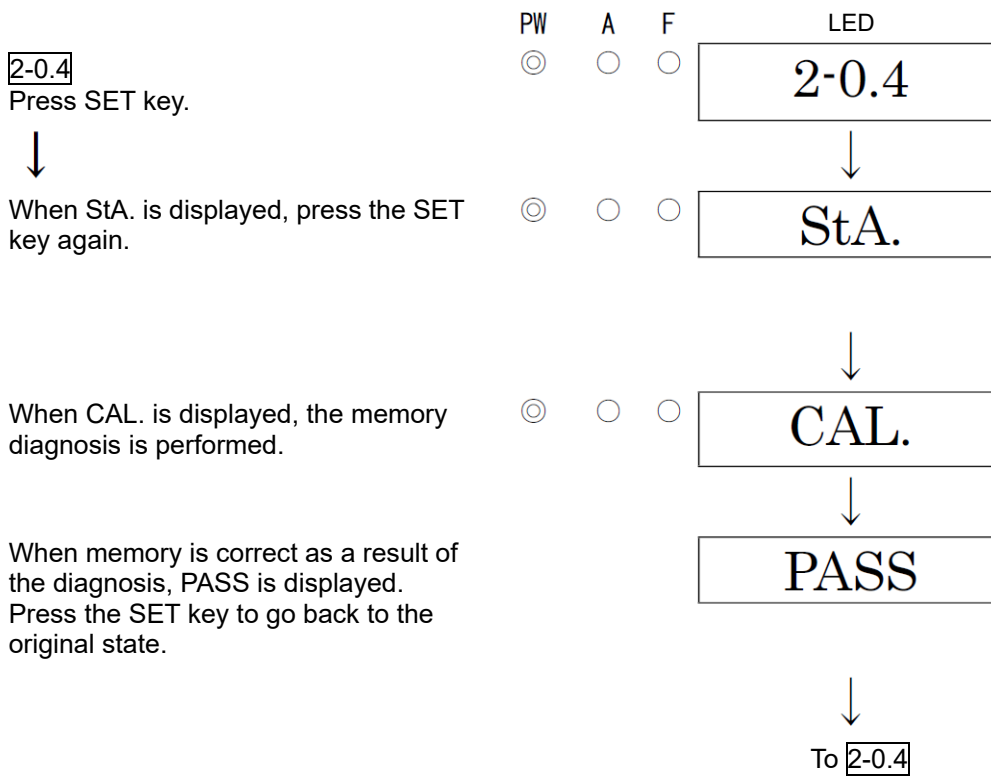 PW A F LED
2-0.4
2-0.4
Press SET key.
When StA. is displayed, press the SET
key again.
StA.
When CAL. is displayed, the memory
diagnosis is performed.
CAL.
When memory is correct as a result of
the diagnosis, PASS is displayed.
Press the SET key to go back to the
original state.
PASS
To 2-0.4